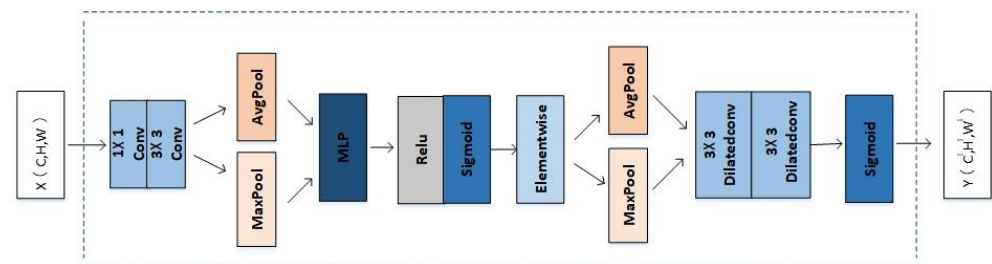 X（C,H,W）
1X 1
Conv
3X 3
Conv
AvgPool
MaxPool
MLP
Relu
Sigmoid
Elementwise
AvgPool
MaxPool
3X 3
Dilatedconv
3X 3
Dilatedconv
Sigmoid
Y（C',H',W'）